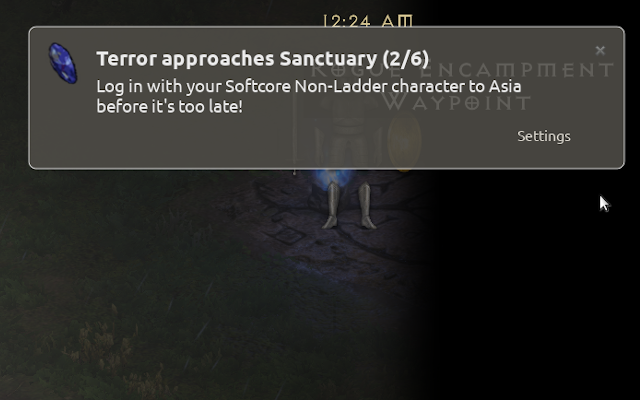 12:24 AM
Terror approaches Sanctuary (2/6)
Rogue Encampment
Log in with your Softcore Non-Ladder character to Asia
before it's too late!
Waypoint
Settings